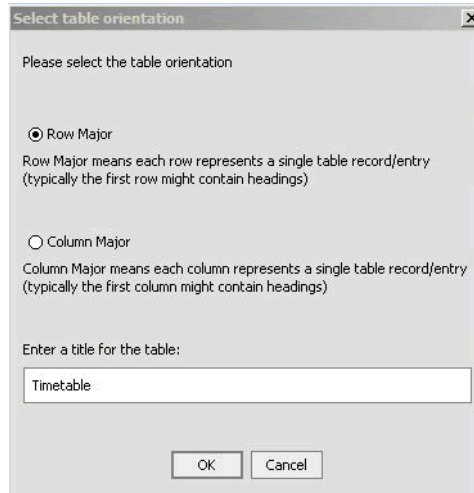 Select table orientation
Please select the table orientation
Row Major
Row Major means each row represents a single table record/entry
(typically the first row might contain headings)
Column Major
Column Major means each column represents a single table record/entry
(typically the first column might contain headings)
Enter a title for the table:
Timetable
OK Cancel